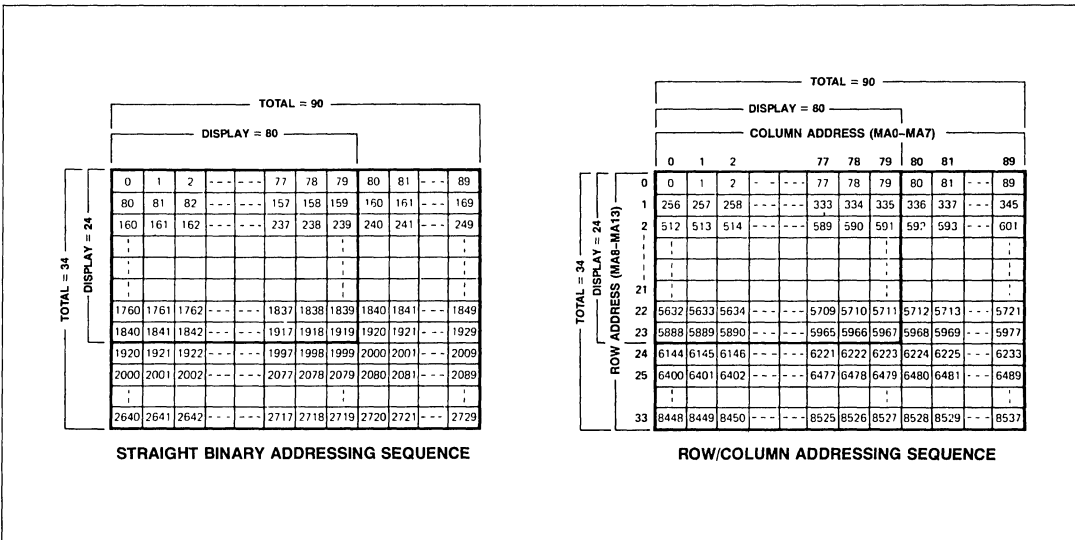 TOTAL = 90
DISPLAY = 80
TOTAL = 34
DISPLAY = 24
0 1 2 --- --- 77 78 79 80 81 --- 89
80 81 82 --- --- 157 158 159 160 161 --- 169
160 161 162 --- --- 237 238 239 240 241 --- 249
1760 1761 1762 --- --- 1837 1838 1839 1840 1841 --- 1849
1840 1841 1842 --- --- 1917 1918 1919 1920 1921 --- 1929
1920 1921 1922 --- --- 1997 1998 1999 2000 2001 --- 2009
2000 2001 2002 --- --- 2077 2078 2079 2080 2081 --- 2089
2640 2641 2642 --- --- 2717 2718 2719 2720 2721 --- 2729
STRAIGHT BINARY ADDRESSING SEQUENCE
TOTAL = 90
DISPLAY = 80
COLUMN ADDRESS (MA0–MA7)
TOTAL = 34
DISPLAY = 24
ROW ADDRESS (MA8–MA13)
0 1 2 77 78 79 80 81 89
0 0 1 2 --- --- 77 78 79 80 81 --- 89
1 256 257 258 --- --- 333 334 335 336 337 --- 345
2 512 513 514 --- --- 589 590 591 592 593 --- 601
21
22 5632 5633 5634 --- --- 5709 5710 5711 5712 5713 --- 5721
23 5888 5889 5890 --- --- 5965 5966 5967 5968 5969 --- 5977
24 6144 6145 6146 --- --- 6221 6222 6223 6224 6225 --- 6233
25 6400 6401 6402 --- --- 6477 6478 6479 6480 6481 --- 6489
33 8448 8449 8450 --- --- 8525 8526 8527 8528 8529 --- 8537
ROW/COLUMN ADDRESSING SEQUENCE